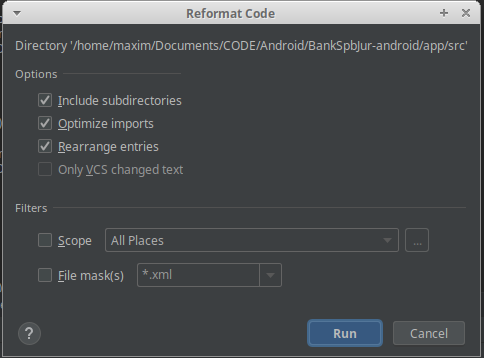 Reformat Code
Directory '/home/maxim/Documents/CODE/Android/BankSpbJur-android/app/src'
Options
Include subdirectories
Optimize imports
Rearrange entries
Only VCS changed text
Filters
Scope All Places ...
File mask(s) *.xml
? Run Cancel